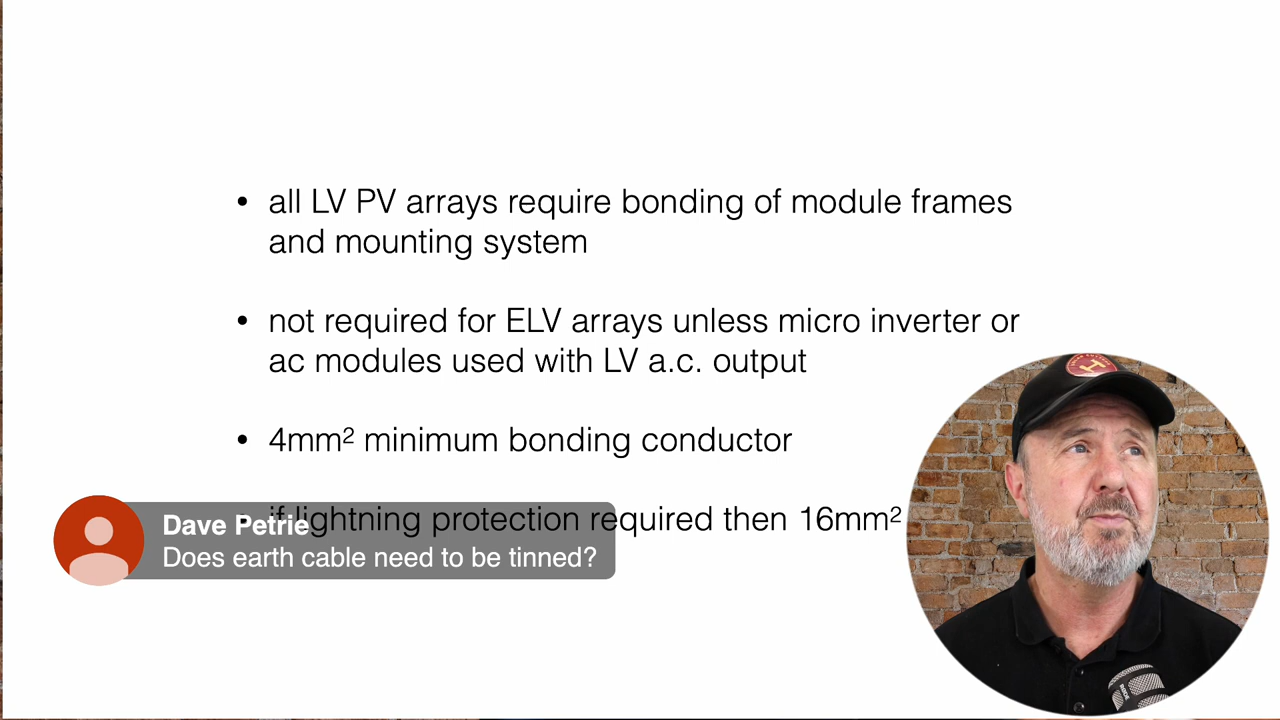 • all LV PV arrays require bonding of module frames
and mounting system
• not required for ELV arrays unless micro inverter or
ac modules used with LV a.c. output
• 4mm² minimum bonding conductor
• if lightning protection required then 16mm²
Dave Petrie
Does earth cable need to be tinned?